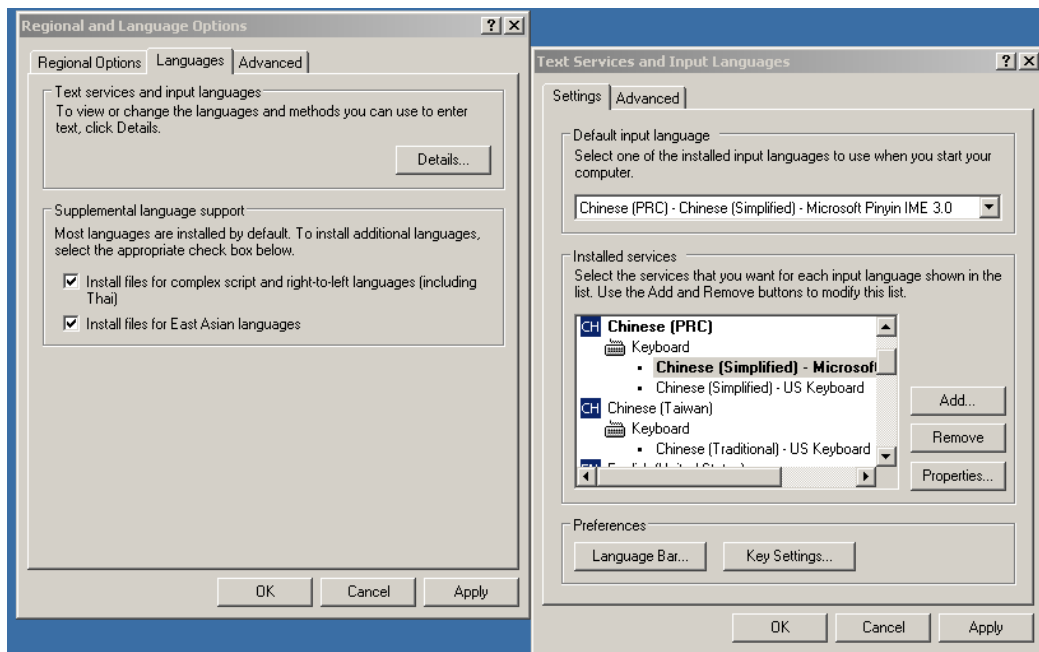 Regional and Language Options
Regional Options Languages Advanced
Text services and input languages
To view or change the languages and methods you can use to enter
text, click Details.
Details...
Supplemental language support
Most languages are installed by default. To install additional languages,
select the appropriate check box below.
Install files for complex script and right-to-left languages (including
Thai)
Install files for East Asian languages
OK Cancel Apply
Text Services and Input Languages
Settings Advanced
Default input language
Select one of the installed input languages to use when you start your
computer.
Chinese (PRC) - Chinese (Simplified) - Microsoft Pinyin IME 3.0
Installed services
Select the services that you want for each input language shown in the
list. Use the Add and Remove buttons to modify this list.
CH Chinese (PRC)
Keyboard
Chinese (Simplified) - Microsoft
Chinese (Simplified) - US Keyboard
CH Chinese (Taiwan)
Keyboard
Chinese (Traditional) - US Keyboard
Add...
Remove
Properties...
Preferences
Language Bar... Key Settings...
OK Cancel Apply